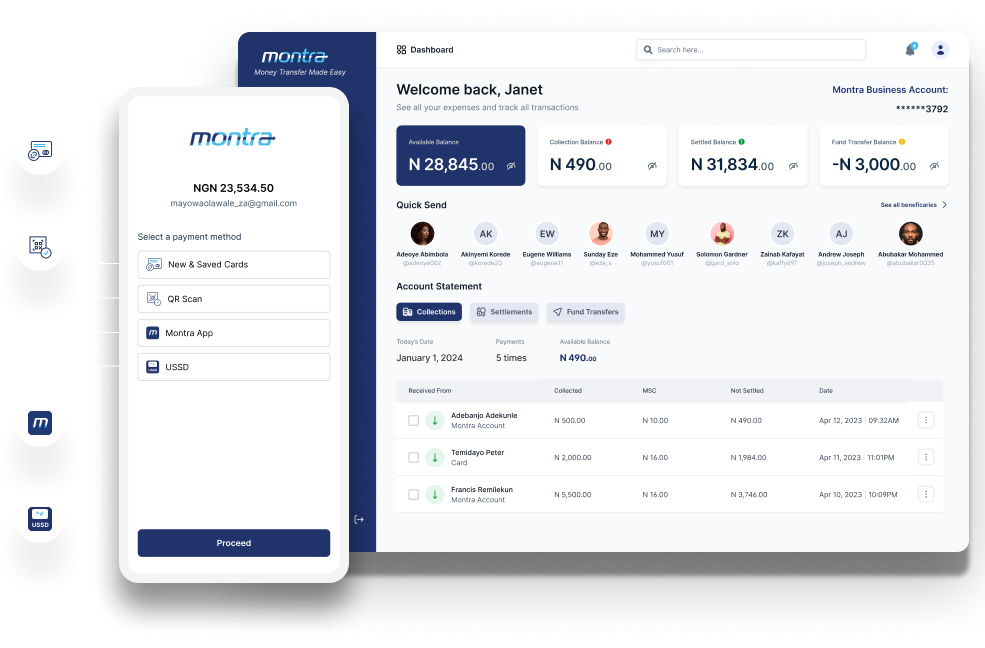 montra
Money Transfer Made Easy
Dashboard
Search here...
Welcome back, Janet
See all your expenses and track all transactions
Montra Business Account:
******3792
Available Balance
N 28,845.00
Collection Balance
N 490.00
Settled Balance
N 31,834.00
Fund Transfer Balance
-N 3,000.00
Quick Send
See all beneficaries
AK
EW
MY
ZK
AJ
Adeoye Abimbola
Akinyemi Korede
Eugene Williams
Sunday Eze
Mohammed Yusuf
Solomon Gardner
Zainab Kafayat
Andrew Joseph
Abubakar Mohammed
@adeoye002
@korede20
@eugene11
@eze_s
@yusuf001
@gard_solo
@kaffy697
@joseph_andrew
@abubakar0035
Account Statement
Collections
Settlements
Fund Transfers
Today's Date
Payments
Available Balance
January 1, 2024
5 times
N 490.00
Received From
Collected
MSC
Not Settled
Date
Adebanjo Adekunle
Montra Account
N 500.00
N 10.00
N 490.00
Apr 12, 2023 | 09:32AM
Temidayo Peter
Card
N 2,000.00
N 16.00
N 1,984.00
Apr 11, 2023 | 11:01PM
Francis Remilekun
Montra Account
N 5,500.00
N 16.00
N 3,746.00
Apr 10, 2023 | 10:09PM
montra
NGN 23,534.50
mayowaolawale_za@gmail.com
Select a payment method
New & Saved Cards
QR Scan
m
Montra App
USSD
Proceed
m
*#
USSD